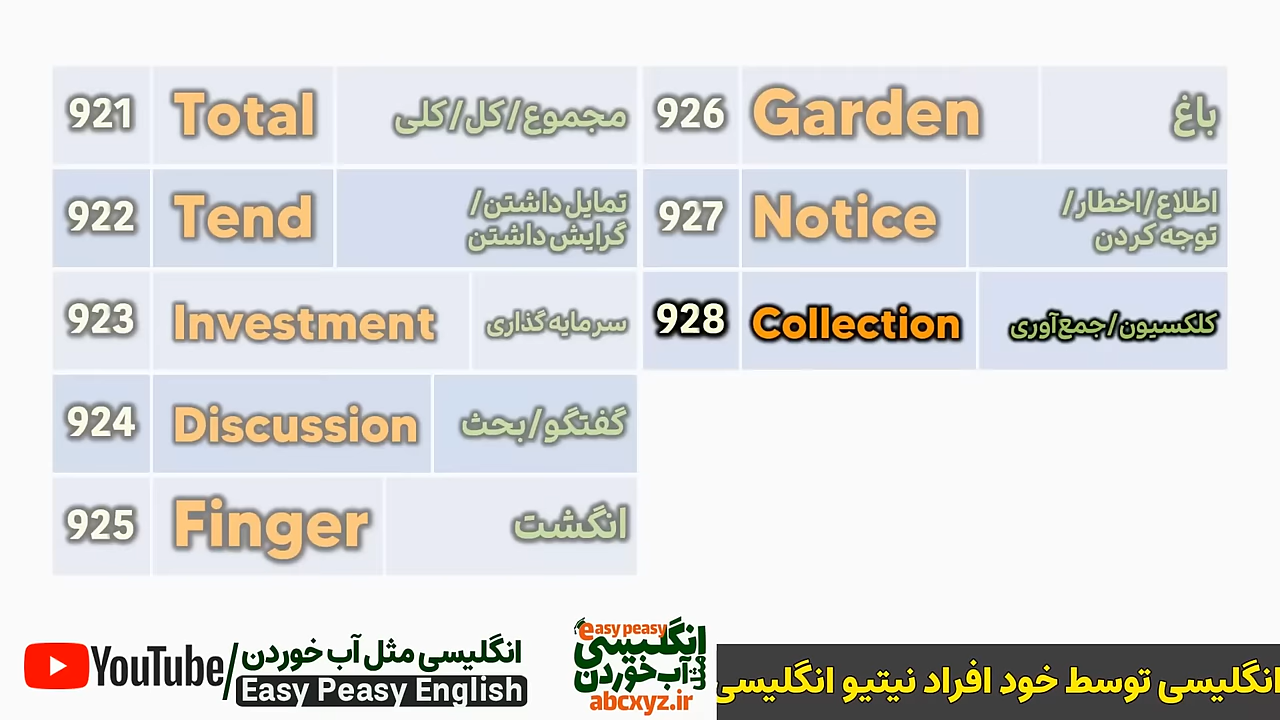 921 Total مجموع/کل/کلی
922 Tend تمایل داشتن/
گرایش داشتن
923 Investment سرمایه گذاری
924 Discussion گفتگو/بحث
925 Finger انگشت
926 Garden باغ
927 Notice اطلاع/اخطار/
توجه کردن
928 Collection کلکسیون/جمع‌آوری
YouTube/انگلیسی مثل آب خوردن
Easy Peasy English
easy peasy
انگلیسی
مثل آب خوردن
abcxyz.ir
انگلیسی توسط خود افراد نیتیو انگلیسی